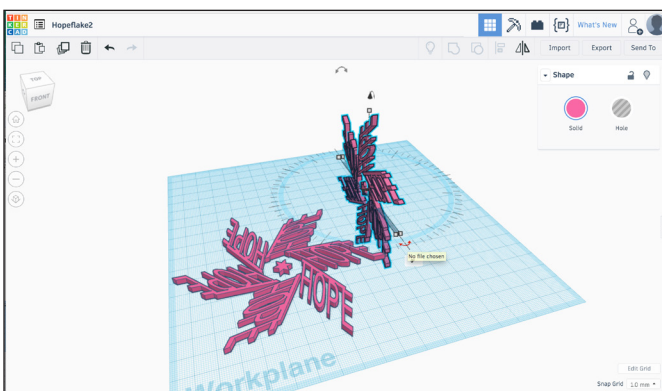 TIN
KER
CAD
Hopeflake2
What's New
Import
Export
Send To
TOP
FRONT
Shape
Solid
Hole
No file chosen
HOPE
HOPE
HOPE
Workplane
Edit Grid
Snap Grid 1.0 mm